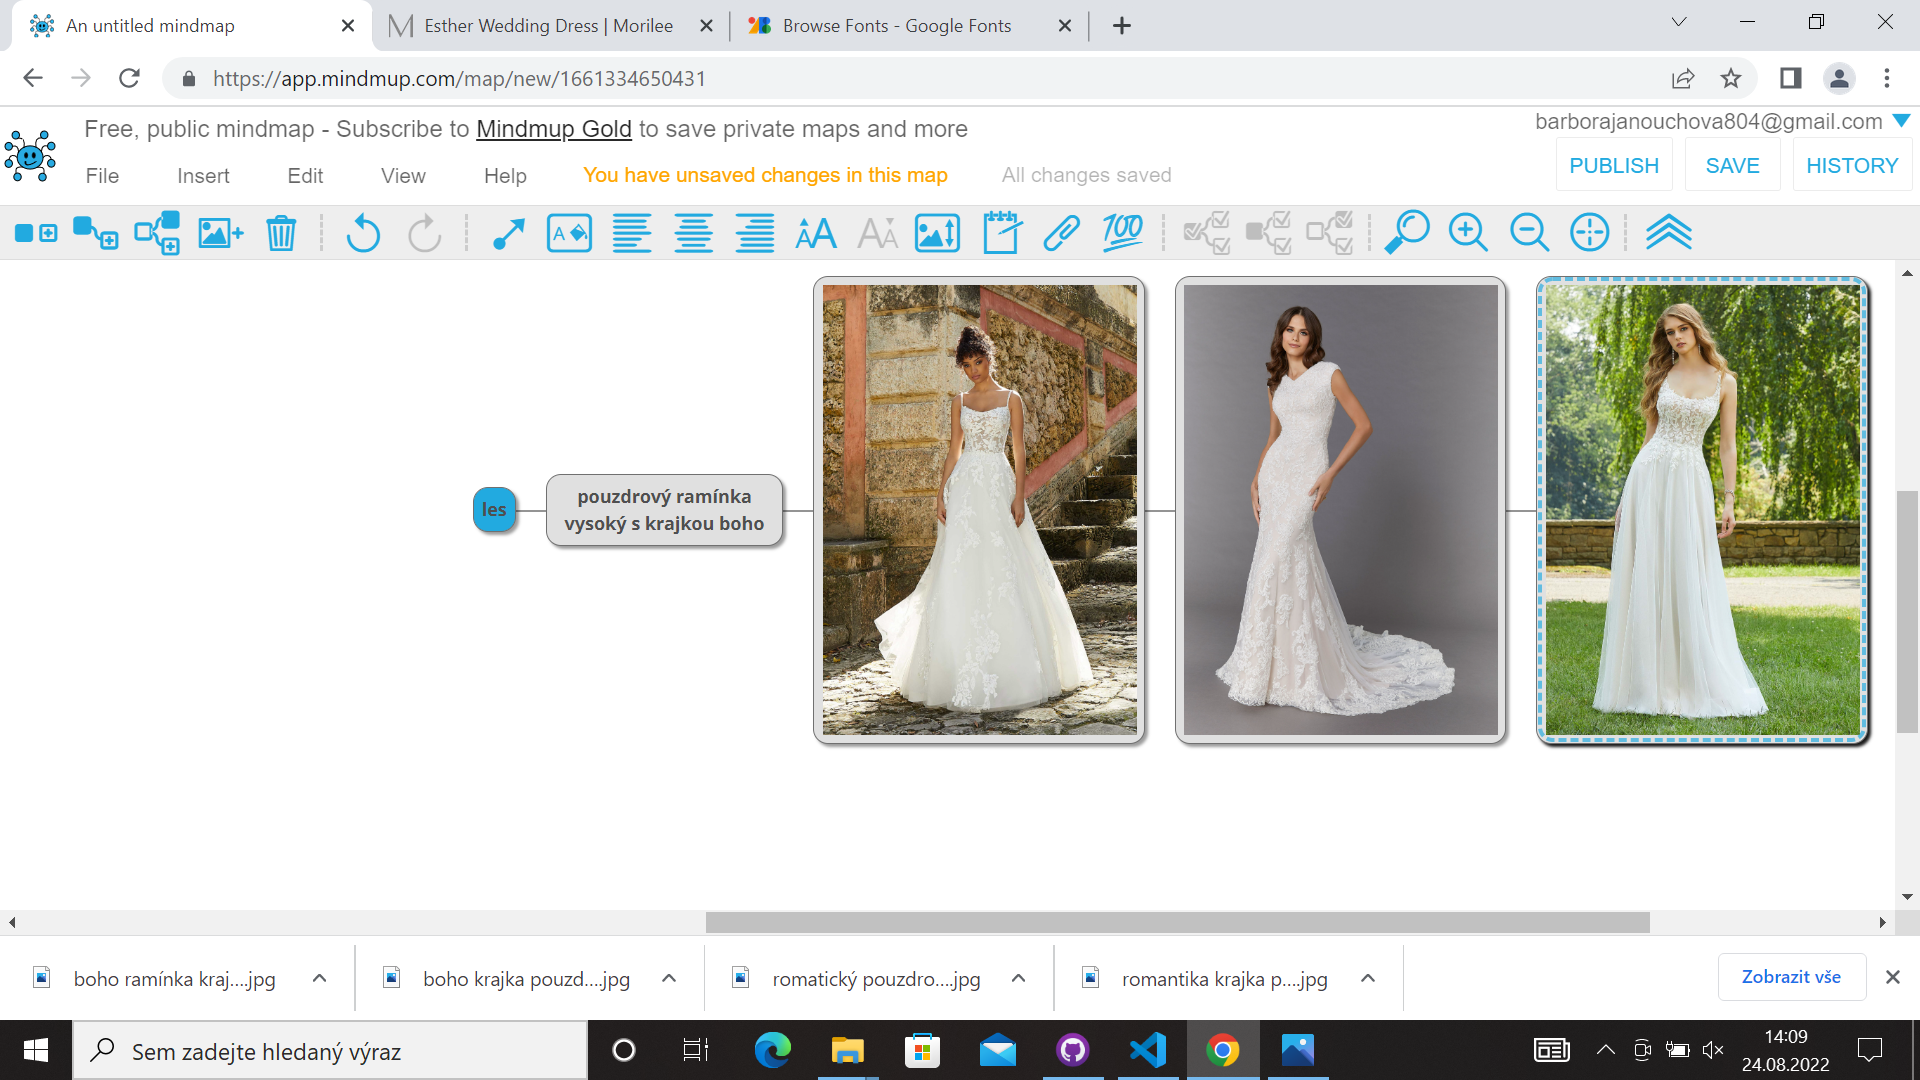 An untitled mindmap
Esther Wedding Dress | Morilee
Browse Fonts - Google Fonts
https://app.mindmup.com/map/new/1661334650431
Free, public mindmap - Subscribe to Mindmup Gold to save private maps and more
barborajanouchova804@gmail.com
File
Insert
Edit
View
Help
You have unsaved changes in this map
All changes saved
PUBLISH
SAVE
HISTORY
A
AA
AA
100
les
pouzdrový ramínka
vysoký s krajkou boho
boho ramínka kraj....jpg
boho krajka pouzd....jpg
romatický pouzdro....jpg
romantika krajka p....jpg
Zobrazit vše
Sem zadejte hledaný výraz
14:09
24.08.2022